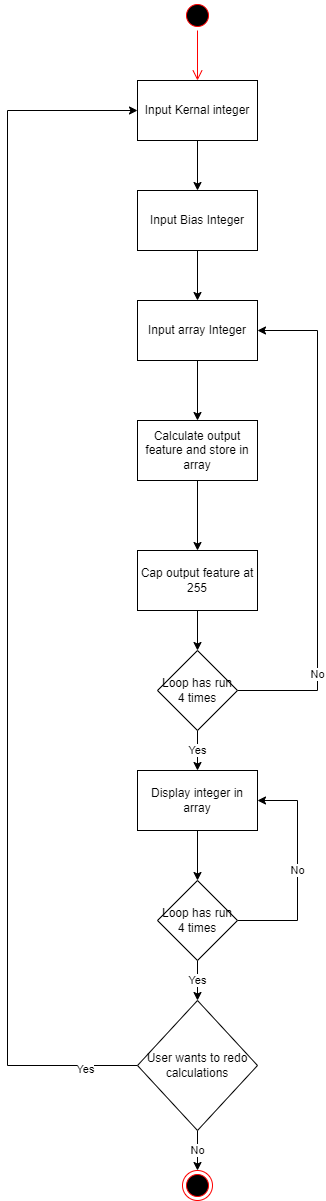 Input Kernal integer
Input Bias Integer
Input array Integer
Calculate output
feature and store in
array
Cap output feature at
255
Loop has run
4 times
No
Yes
Display integer in
array
No
Loop has run
4 times
Yes
User wants to redo
calculations
Yes
No